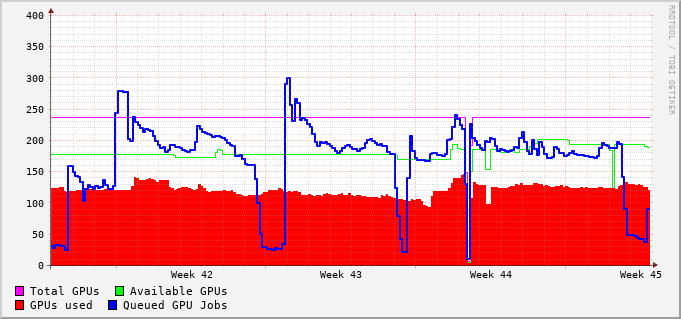 400
350
300
250
200
150
100
50
0
Week 42 Week 43 Week 44 Week 45
Total GPUs Available GPUs
GPUs used Queued GPU Jobs
RRDTOOL / TOBI OETIKER